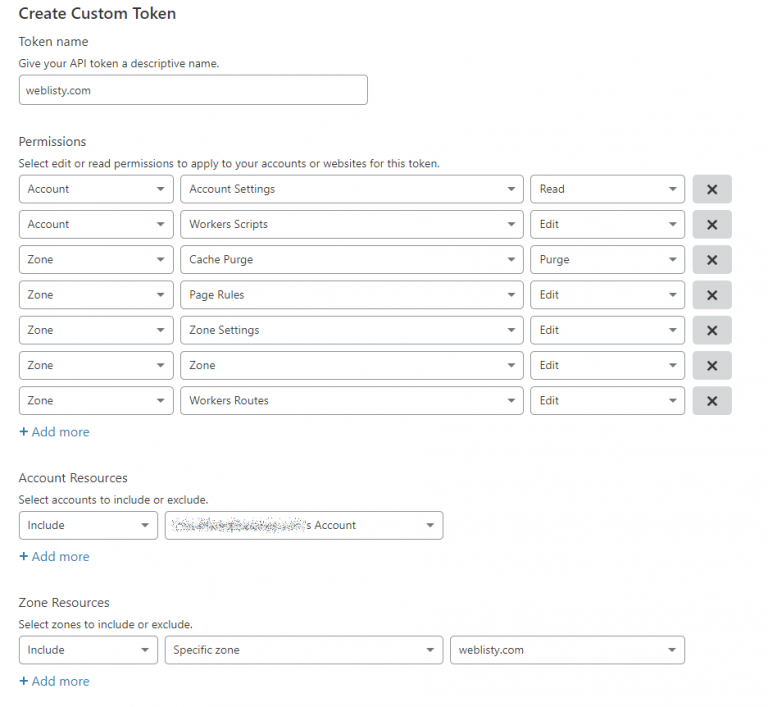 Create Custom Token
Token name
Give your API token a descriptive name.
weblisty.com
Permissions
Select edit or read permissions to apply to your accounts or websites for this token.
Account Account Settings Read
Account Workers Scripts Edit
Zone Cache Purge Purge
Zone Page Rules Edit
Zone Zone Settings Edit
Zone Zone Edit
Zone Workers Routes Edit
+ Add more
Account Resources
Select accounts to include or exclude.
Include 's Account
+ Add more
Zone Resources
Select zones to include or exclude.
Include Specific zone weblisty.com
+ Add more